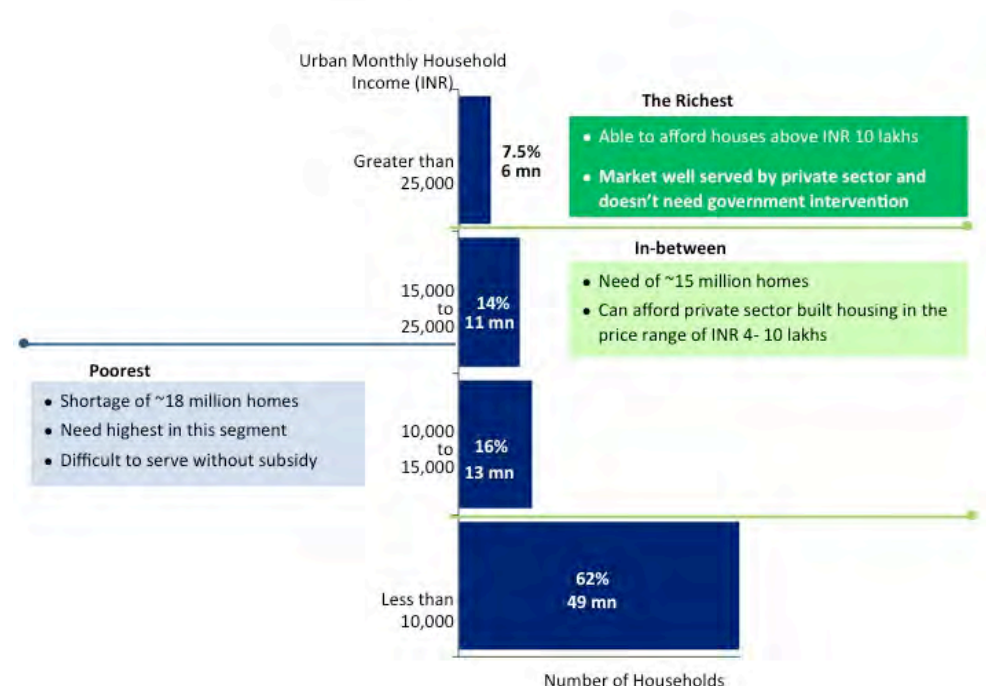 Urban Monthly Household
Income (INR)
The Richest
• Able to afford houses above INR 10 lakhs
• Market well served by private sector and
doesn't need government intervention
Greater than
25,000
7.5%
6 mn
In-between
• Need of ~15 million homes
• Can afford private sector built housing in the
price range of INR 4- 10 lakhs
15,000
to
25,000
14%
11 mn
Poorest
• Shortage of ~18 million homes
• Need highest in this segment
• Difficult to serve without subsidy
10,000
to
15,000
16%
13 mn
Less than
10,000
62%
49 mn
Number of Households